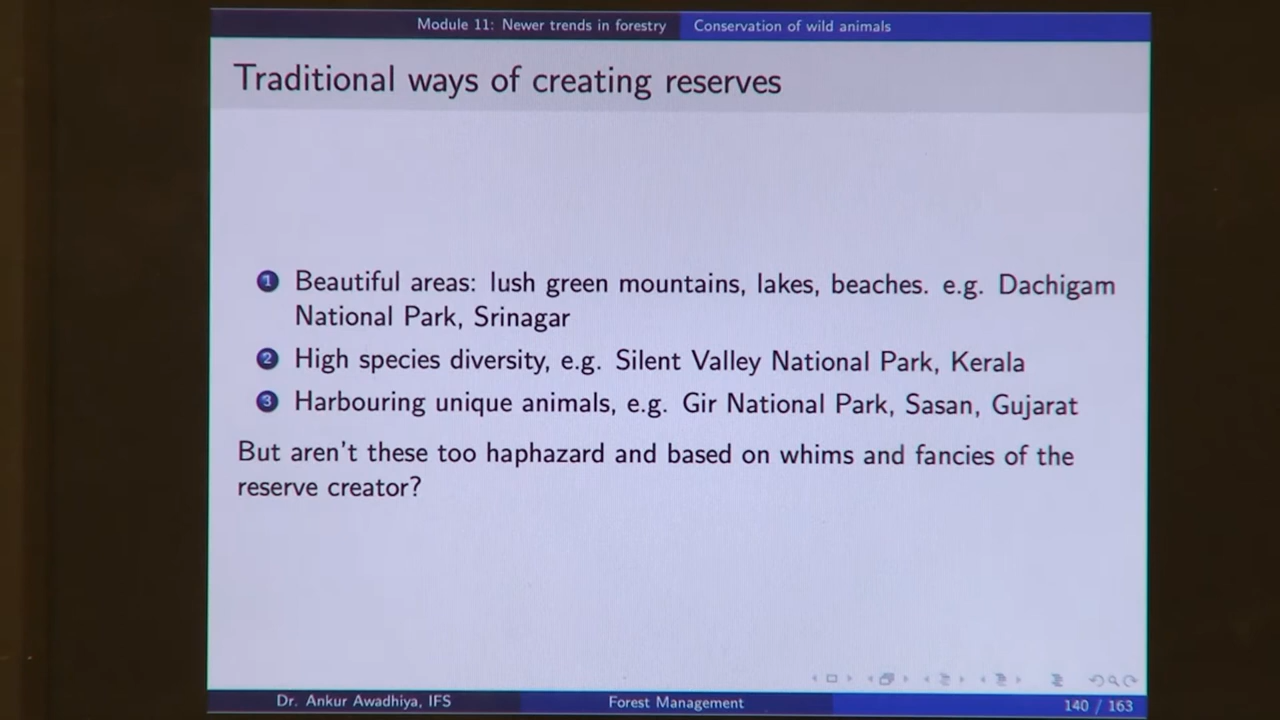 Module 11: Newer trends in forestry Conservation of wild animals
Traditional ways of creating reserves
1 Beautiful areas: lush green mountains, lakes, beaches. e.g. Dachigam
National Park, Srinagar
2 High species diversity, e.g. Silent Valley National Park, Kerala
3 Harbouring unique animals, e.g. Gir National Park, Sasan, Gujarat
But aren't these too haphazard and based on whims and fancies of the
reserve creator?
Dr. Ankur Awadhiya, IFS Forest Management 140 / 163